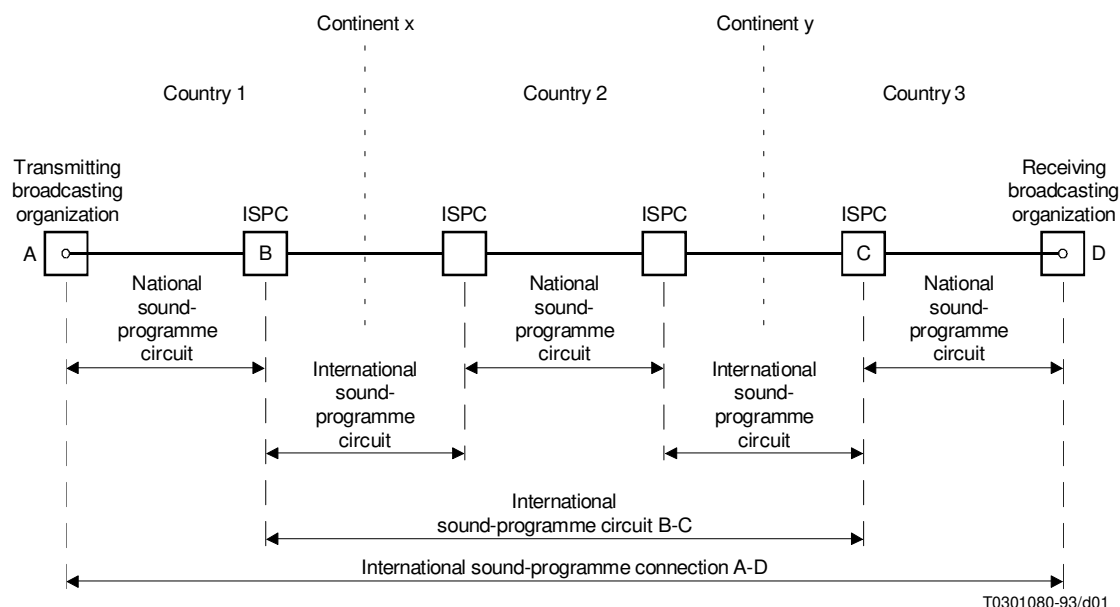 Continent x
Continent y
Country 1
Country 2
Country 3
Transmitting
broadcasting
organization
Receiving
broadcasting
organization
ISPC
ISPC
ISPC
ISPC
A
B
C
D
National
sound-
programme
circuit
National
sound-
programme
circuit
National
sound-
programme
circuit
International
sound-
programme
circuit
International
sound-
programme
circuit
International
sound-programme circuit B-C
International sound-programme connection A-D
T0301080-93/d01